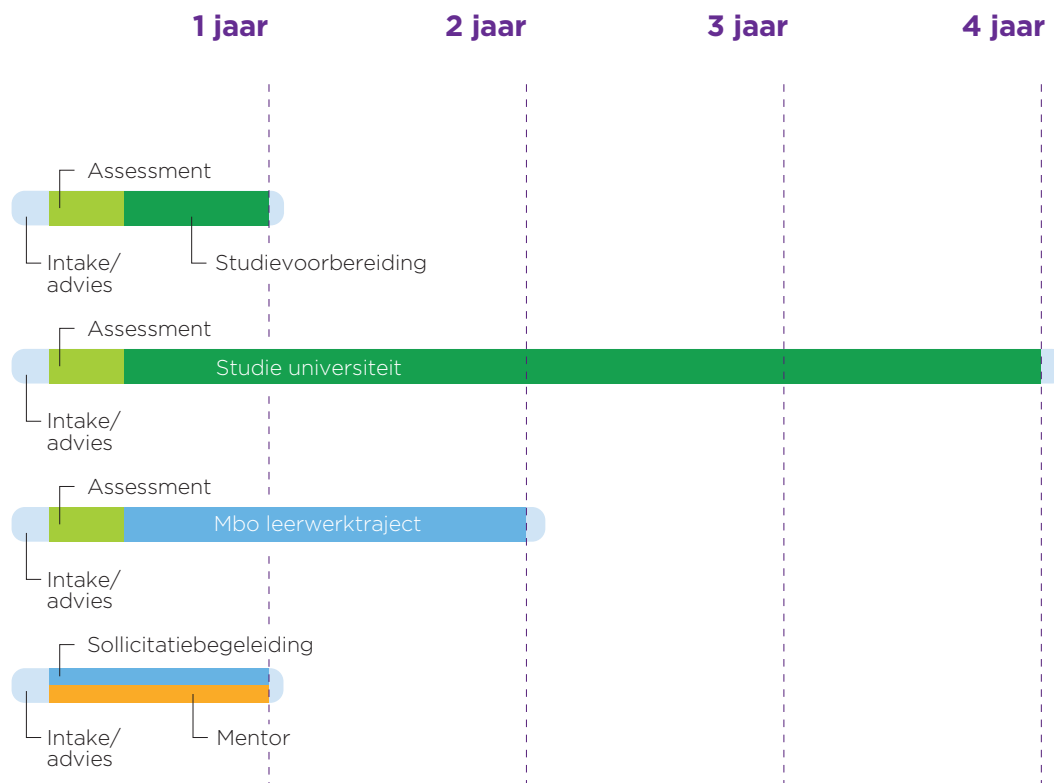 1 jaar 2 jaar 3 jaar 4 jaar
Assessment
Intake/
advies
Studievoorbereiding
Assessment
Studie universiteit
Intake/
advies
Assessment
Mbo leerwerktraject
Intake/
advies
Sollicitatiebegeleiding
Intake/
advies
Mentor